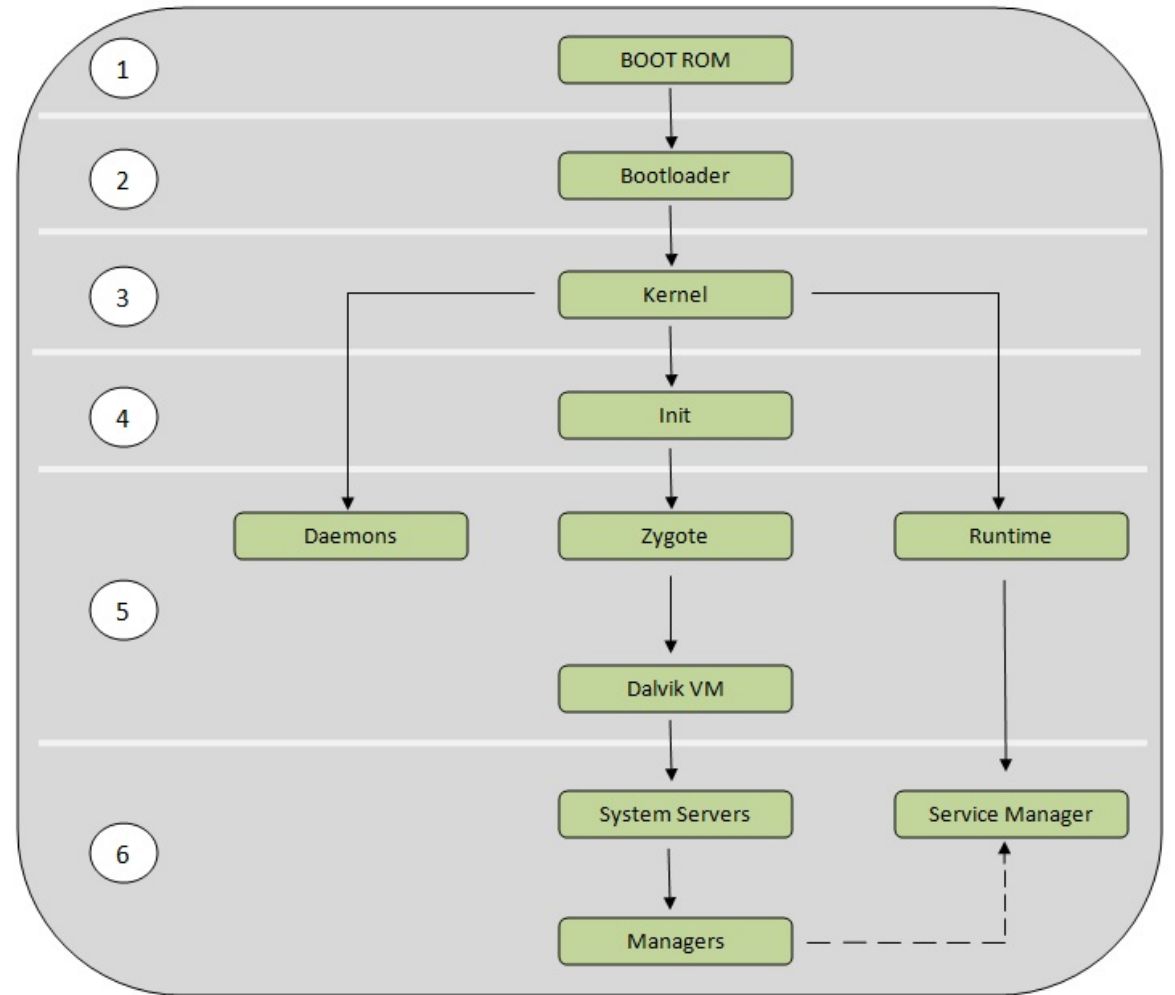 1
BOOT ROM
2
Bootloader
3
Kernel
4
Init
Daemons
Zygote
Runtime
5
Dalvik VM
System Servers
Service Manager
6
Managers